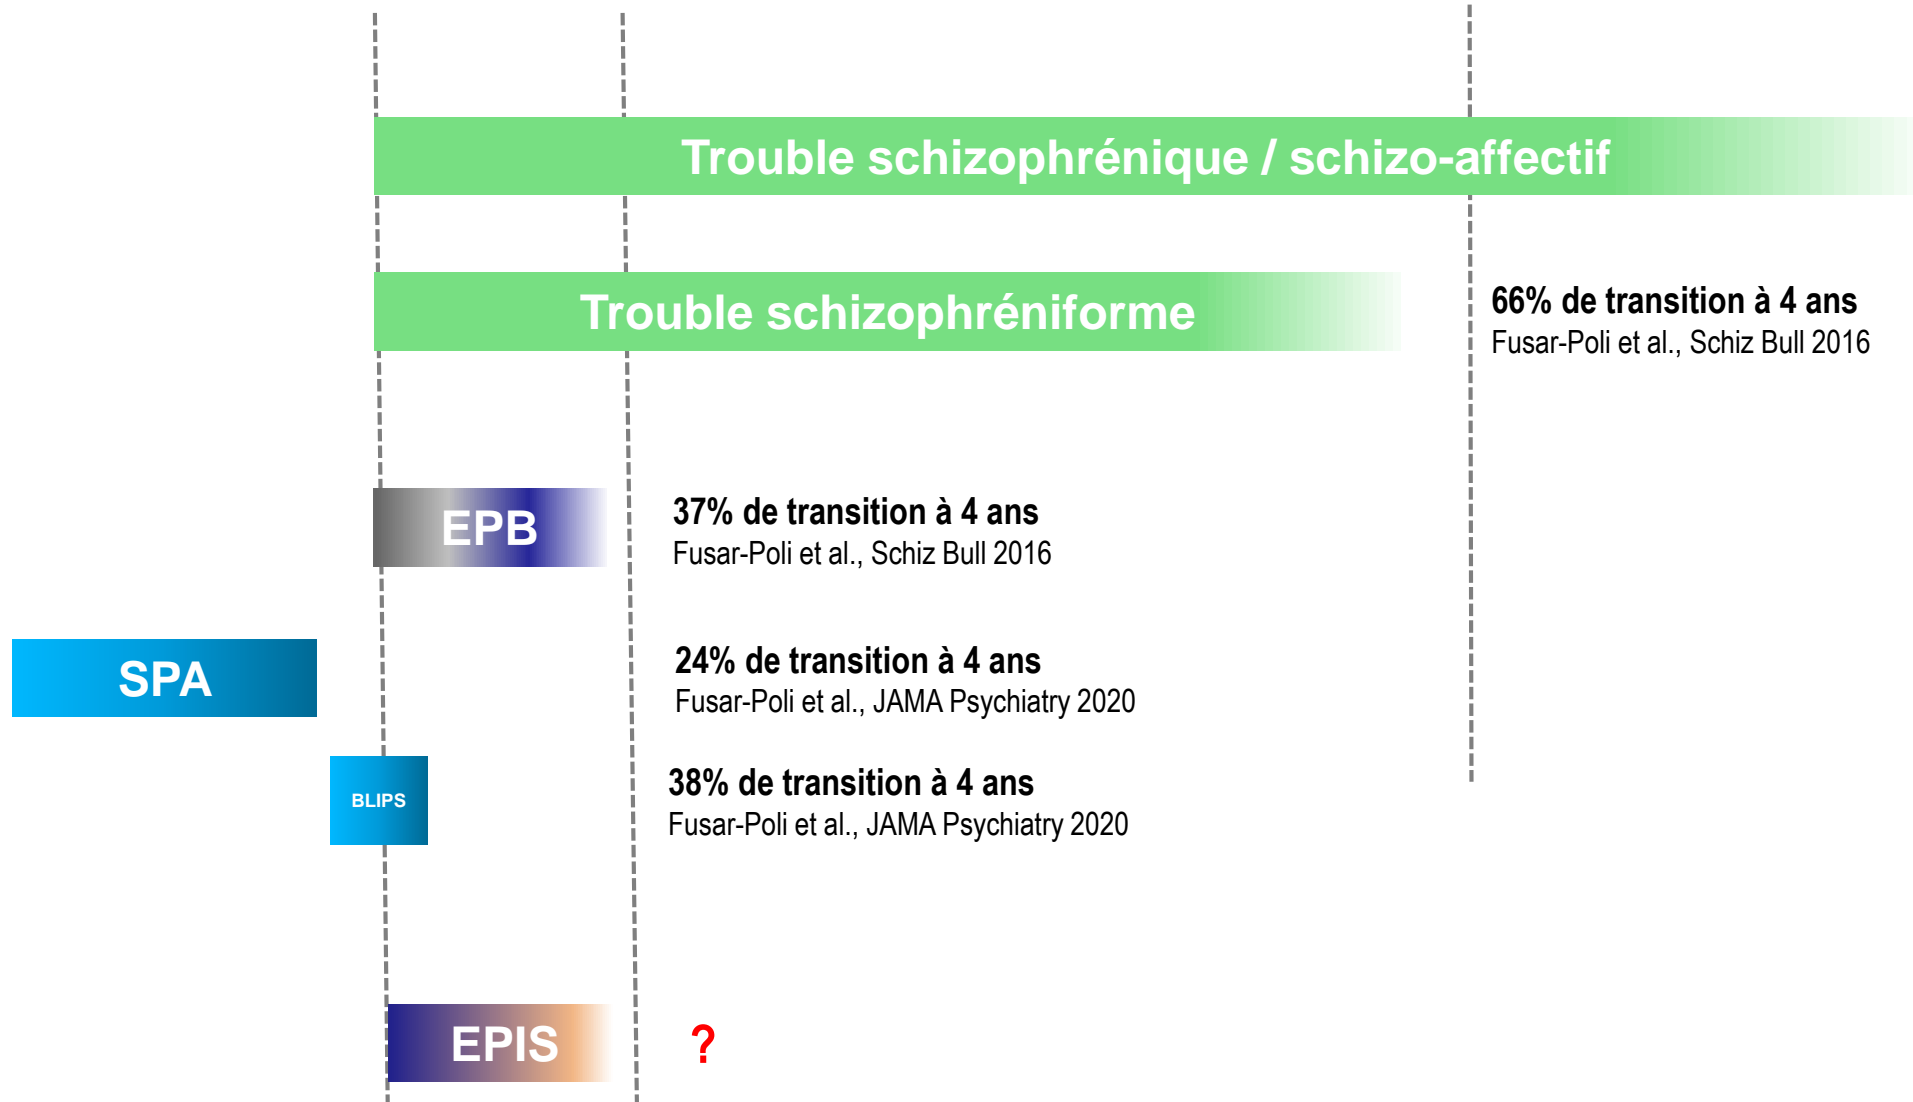 Trouble schizophrénique / schizo-affectif
Trouble schizophréniforme
66% de transition à 4 ans
Fusar-Poli et al., Schiz Bull 2016
EPB
37% de transition à 4 ans
Fusar-Poli et al., Schiz Bull 2016
SPA
24% de transition à 4 ans
Fusar-Poli et al., JAMA Psychiatry 2020
BLIPS
38% de transition à 4 ans
Fusar-Poli et al., JAMA Psychiatry 2020
EPIS
?